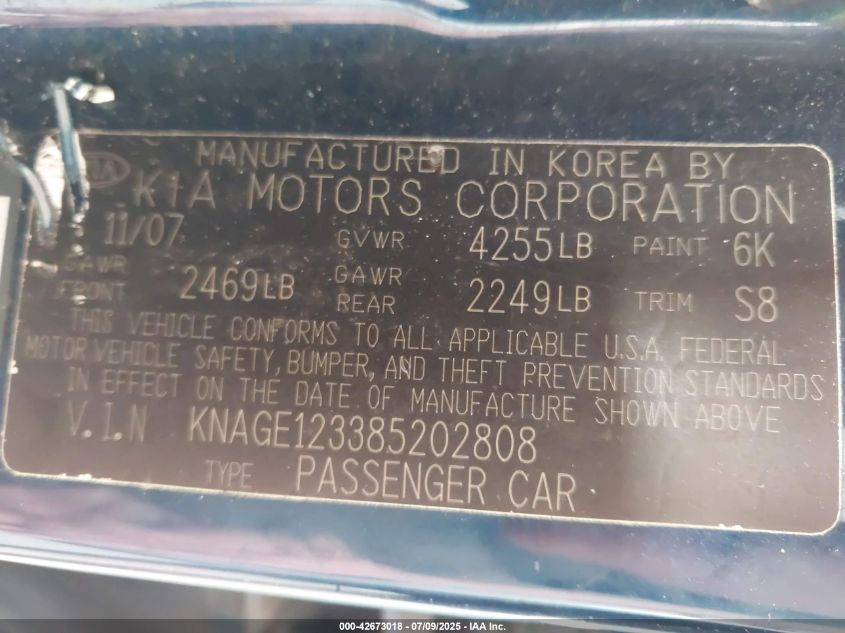 MANUFACTURED IN KOREA BY
KIA MOTORS CORPORATION
11/07 GVWR 4255LB PAINT 6K
GAWR FRONT 2469LB GAWR REAR 2249LB TRIM S8
THIS VEHICLE CONFORMS TO ALL APPLICABLE U.S.A. FEDERAL
MOTOR VEHICLE SAFETY, BUMPER, AND THEFT PREVENTION STANDARDS
IN EFFECT ON THE DATE OF MANUFACTURE SHOWN ABOVE
V.I.N KNAGE123385202808
TYPE PASSENGER CAR
000-42673018 - 07/09/2025 - IAA Inc.